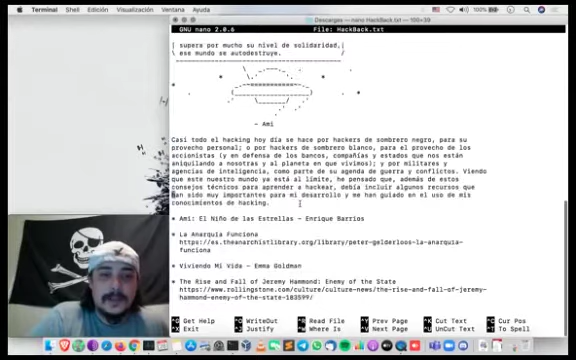 Terminal Shell Edición Visualización Ventana Ayuda
100%
Descargas — nano HackBack.txt — 100×39
GNU nano 2.0.6 File: HackBack.txt
| supera por mucho su nivel de solidaridad,|
\ ese mundo se autodestruye. /
— Ami
Casi todo el hacking hoy día se hace por hackers de sombrero negro, para su
provecho personal; o por hackers de sombrero blanco, para el provecho de los
accionistas (y en defensa de los bancos, compañías y estados que nos están
aniquilando a nosotras y al planeta en que vivimos); y por militares y
agencias de inteligencia, como parte de su agenda de guerra y conflictos. Viendo
que este nuestro mundo ya está al límite, he pensado que, además de estos
consejos técnicos para aprender a hackear, debía incluir algunos recursos que
han sido muy importantes para mi desarrollo y me han guiado en el uso de mis
conocimientos de hacking.
* Ami: El Niño de las Estrellas – Enrique Barrios
* La Anarquía Funciona
https://es.theanarchistlibrary.org/library/peter-gelderloos-la-anarquia-
funciona
* Viviendo Mi Vida – Emma Goldman
* The Rise and Fall of Jeremy Hammond: Enemy of the State
https://www.rollingstone.com/culture/culture-news/the-rise-and-fall-of-jeremy-
hammond-enemy-of-the-state-183599/
^G Get Help ^O WriteOut ^R Read File ^Y Prev Page ^K Cut Text ^C Cur Pos
^X Exit ^J Justify ^W Where Is ^V Next Page ^U UnCut Text ^T To Spell